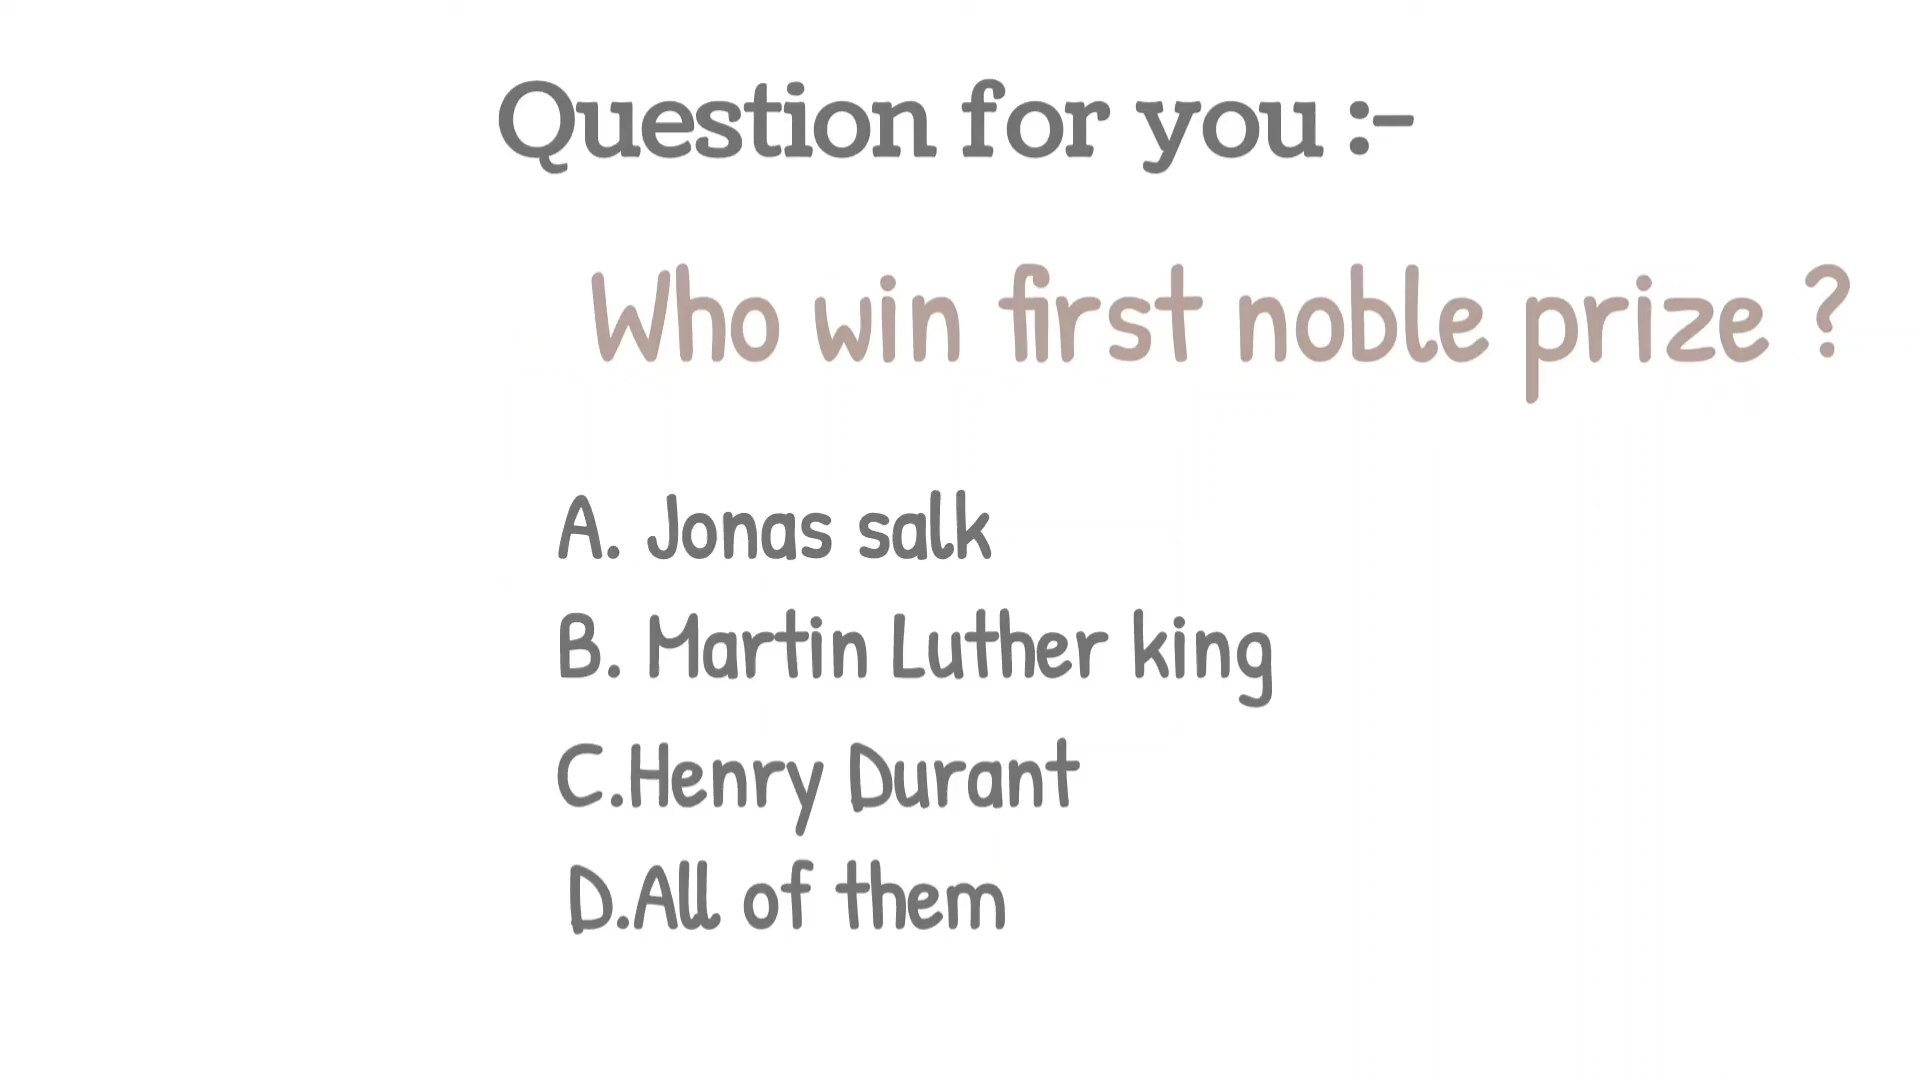 Question for you :-
Who win first noble prize ?
A. Jonas salk
B. Martin Luther king
C.Henry Durant
D.All of them